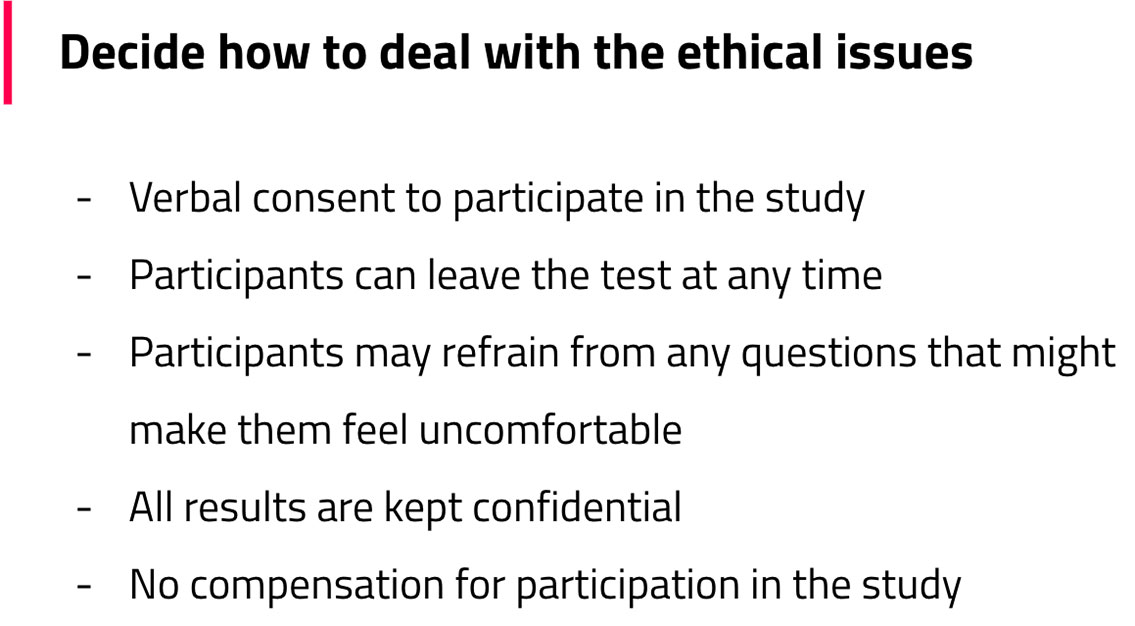 Decide how to deal with the ethical issues
- Verbal consent to participate in the study
- Participants can leave the test at any time
- Participants may refrain from any questions that might
make them feel uncomfortable
- All results are kept confidential
- No compensation for participation in the study